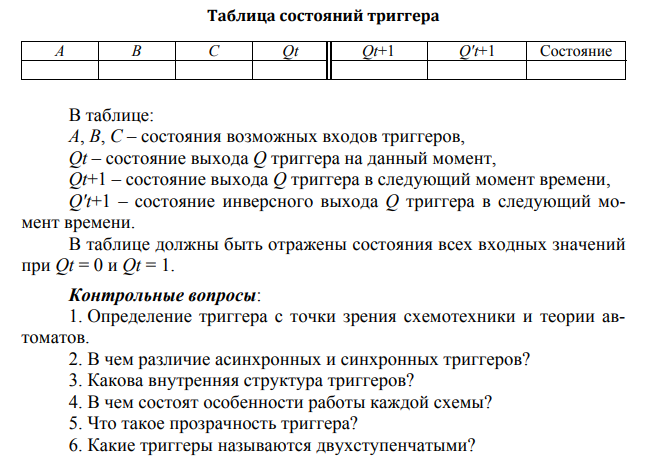 Таблица состояний триггера
A B C Qt Qt+1 Q't+1 Состояние
В таблице:
A, B, C – состояния возможных входов триггеров,
Qt – состояние выхода Q триггера на данный момент,
Qt+1 – состояние выхода Q триггера в следующий момент времени,
Q't+1 – состояние инверсного выхода Q триггера в следующий мо-
мент времени.
В таблице должны быть отражены состояния всех входных значений
при Qt = 0 и Qt = 1.
Контрольные вопросы:
1. Определение триггера с точки зрения схемотехники и теории ав-
томатов.
2. В чем различие асинхронных и синхронных триггеров?
3. Какова внутренняя структура триггеров?
4. В чем состоят особенности работы каждой схемы?
5. Что такое прозрачность триггера?
6. Какие триггеры называются двухступенчатыми?